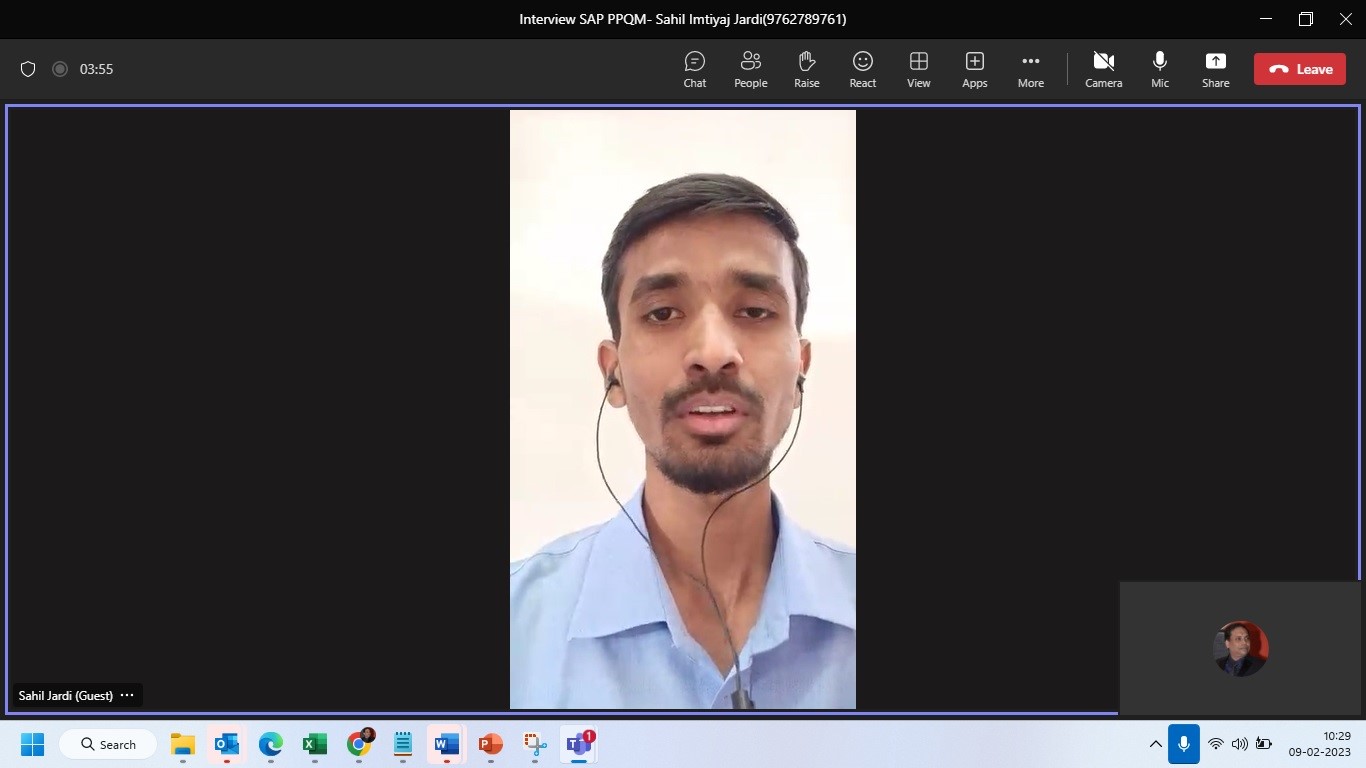 Interview SAP PPQM- Sahil Imtiyaj Jardi(9762789761)
03:55
Chat People Raise React View Apps More Camera Mic Share Leave
Sahil Jardi (Guest)
Search
1
10:29
09-02-2023